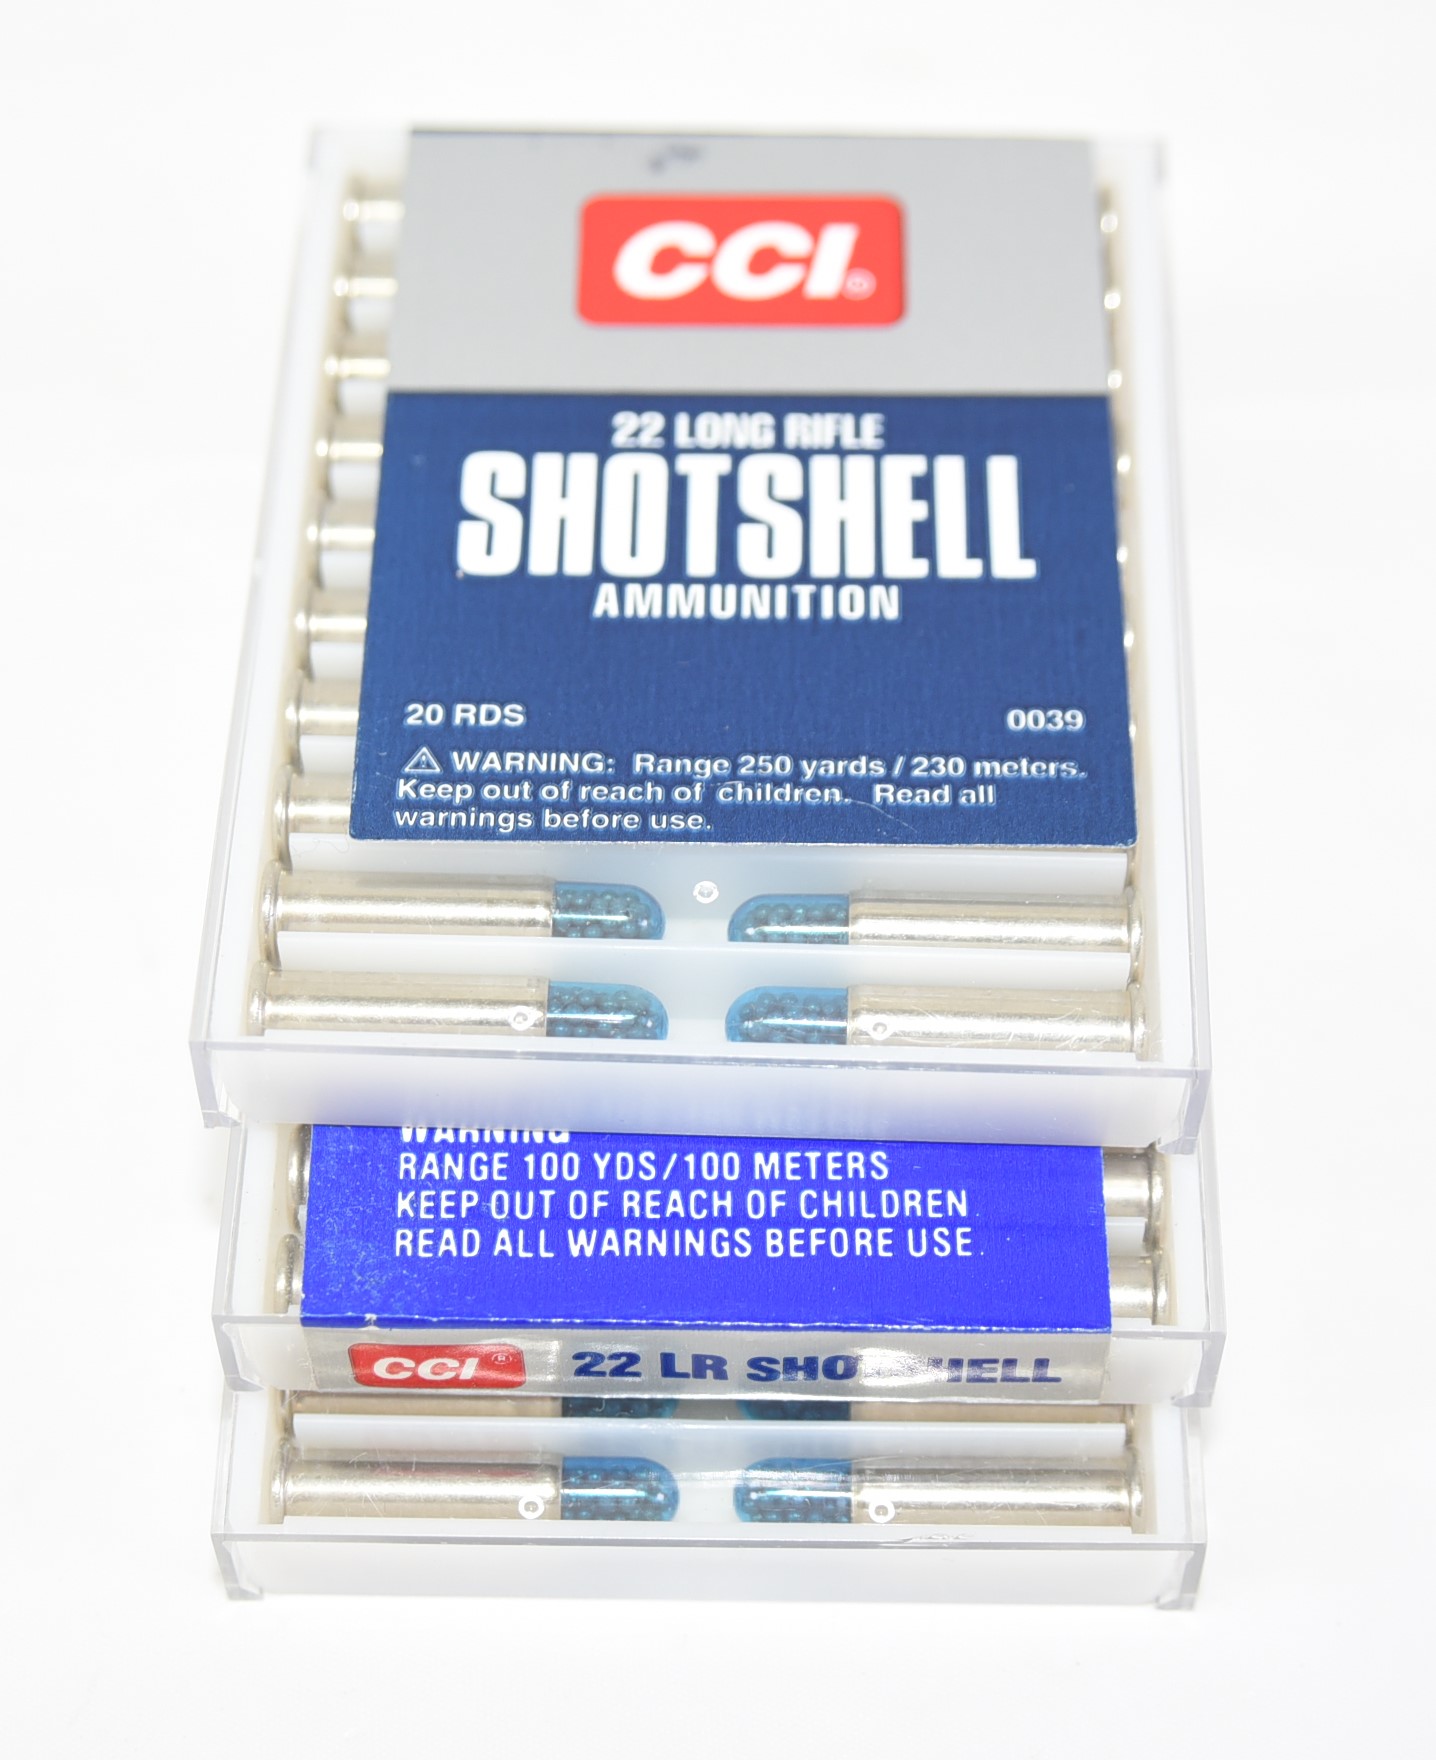 CCI®
22 LONG RIFLE
SHOTSHELL
AMMUNITION
20 RDS 0039
⚠ WARNING: Range 250 yards / 230 meters.
Keep out of reach of children. Read all
warnings before use.
WARNING
RANGE 100 YDS/100 METERS
KEEP OUT OF REACH OF CHILDREN.
READ ALL WARNINGS BEFORE USE.
CCI® 22 LR SHOTSHELL